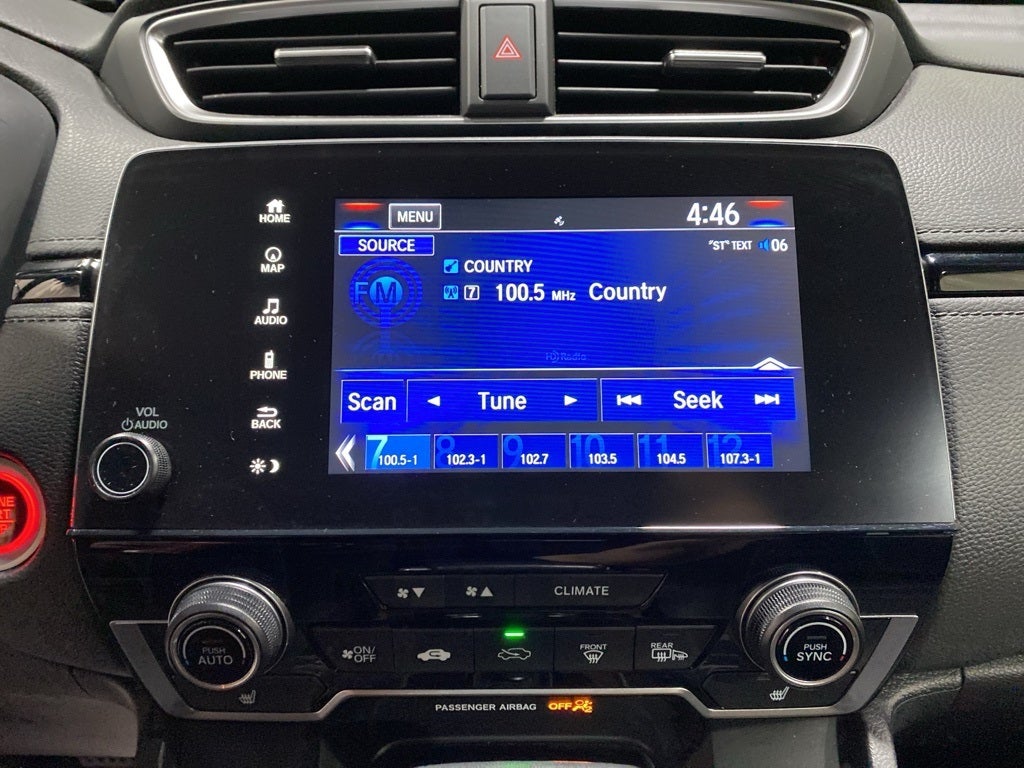 HOME
MENU
4:46
SOURCE
"ST" TEXT 06
MAP
COUNTRY
FM
7 100.5 MHz Country
AUDIO
HD Radio
PHONE
Scan Tune Seek
BACK
VOL
AUDIO
7 8 9 10 11 12
100.5-1 102.3-1 102.7 103.5 104.5 107.3-1
CLIMATE
PUSH
AUTO
ON/
OFF
FRONT
REAR
PUSH
SYNC
PASSENGER AIRBAG OFF